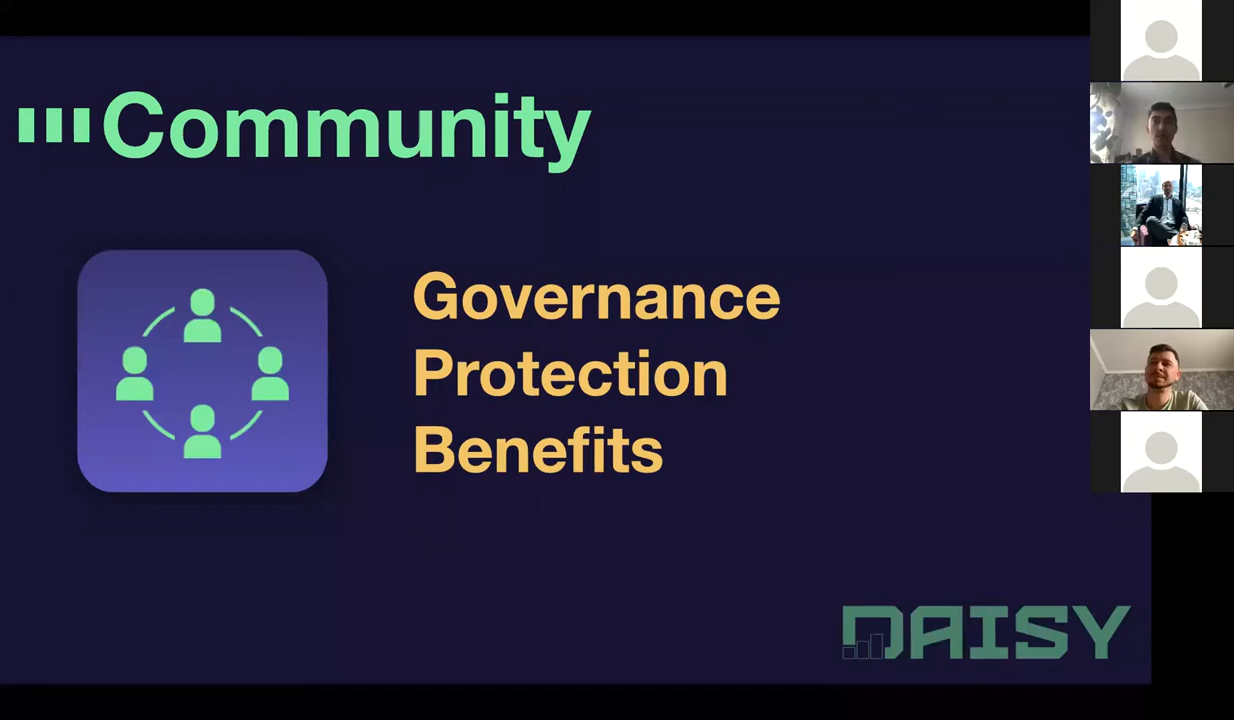 Community
Governance
Protection
Benefits
DAISY